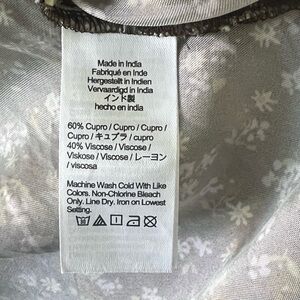 Made in India
Fabriqué en Inde
Hergestellt in Indien
Vervaardigd in India
インド製
hecho en india
60% Cupro / Cupro / Cupro
/ Cupro / キュプラ / cupro
40% Viscose / Viscose /
Viskose / Viscose / レーヨン
/ viscosa
Machine Wash Cold With Like
Colors. Non-Chlorine Bleach
Only. Line Dry. Iron on Lowest
Setting.